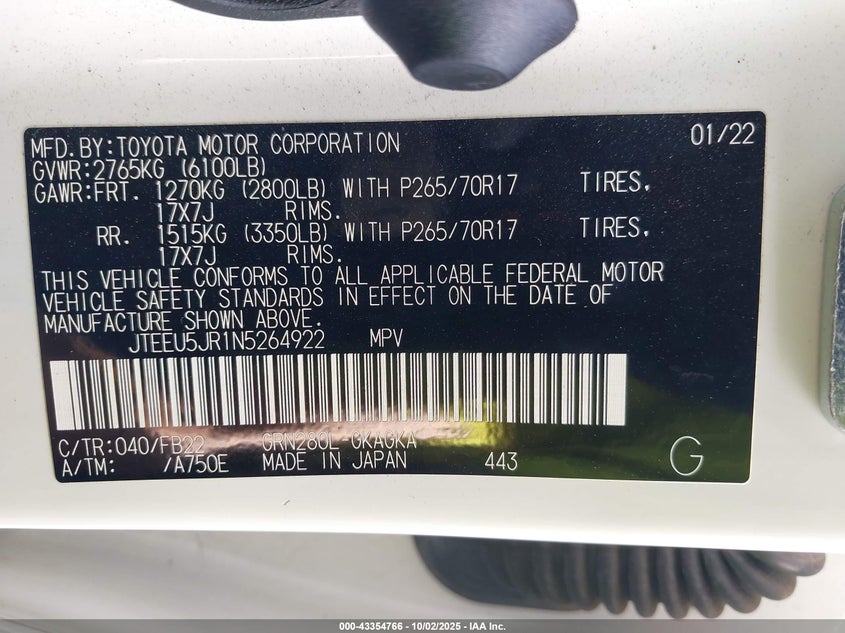 MFD.BY:TOYOTA MOTOR CORPORATION 01/22
GVWR:2765KG (6100LB)
GAWR:FRT. 1270KG (2800LB) WITH P265/70R17 TIRES,
17X7J RIMS.
RR. 1515KG (3350LB) WITH P265/70R17 TIRES,
17X7J RIMS.
THIS VEHICLE CONFORMS TO ALL APPLICABLE FEDERAL MOTOR
VEHICLE SAFETY STANDARDS IN EFFECT ON THE DATE OF
MANUFACTURE SHOWN ABOVE.
JTEEU5JR1N5264922 MPV
C/TR:040/FB22 GRN280L-GKAGKA
A/TM: /A750E MADE IN JAPAN 443 G
000-43354766 - 10/02/2025 - IAA Inc.